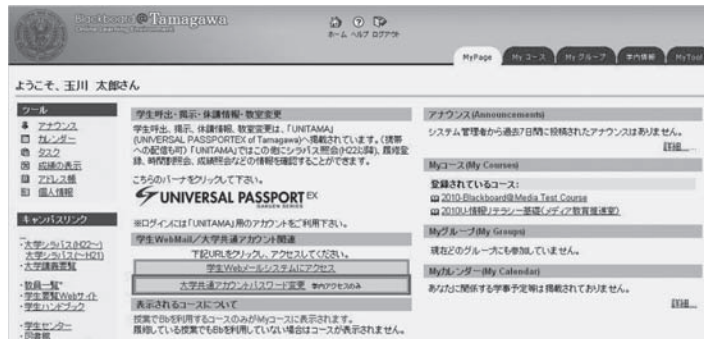 Blackboard@Tamagawa
Online Learning Environment
ホーム ヘルプ ログアウト
MyPage
My コース
My グループ
学内情報
MyTool
ようこそ、玉川 太郎さん
ツール
アナウンス
カレンダー
タスク
成績の表示
アドレス帳
個人情報
キャンパスリンク
・大学シラバス(H22～)
大学シラバス(～H21)
・大学講義要覧
・教員一覧*
・学生要覧Webサイト
・学生ハンドブック
・学生センター
・図書館
学生呼出・掲示・休講情報・教室変更
学生呼出、掲示、休講情報、教室変更は、「UNITAMA」
(UNIVERSAL PASSPORTEX of Tamagawa)へ掲載されています。(携帯
への配信も可)「UNITAMA」ではこの他にシラバス照会(H22以降)、履修登
録、時間割照会、成績照会などの情報を確認することができます。
こちらのバーナをクリックして下さい。
UNIVERSAL PASSPORT EX
GAKUEN SERIES
※ログインには「UNITAMA」用のアカウントをご利用下さい。
学生WebMail／大学共通アカウント関連
下記URLをクリックし、アクセスしてください。
学生Webメールシステムにアクセス
大学共通アカウントパスワード変更 学内アクセスのみ
表示されるコースについて
授業でBbを利用するコースのみがMyコースに表示されます。
履修している授業でもBbを利用していない場合はコースが表示されません。
アナウンス(Announcements)
システム管理者から過去7日間に投稿されたアナウンスはありません。
詳細...
Myコース(My Courses)
登録されているコース:
2010-Blackboard@Media Test Course
2010U-情報リテラシー基礎(メディア教育推進室)
Myグループ(My Groups)
現在どのグループにも参加していません。
Myカレンダー(My Calendar)
あなたに関係する学事予定等は掲載されておりません。
詳細...